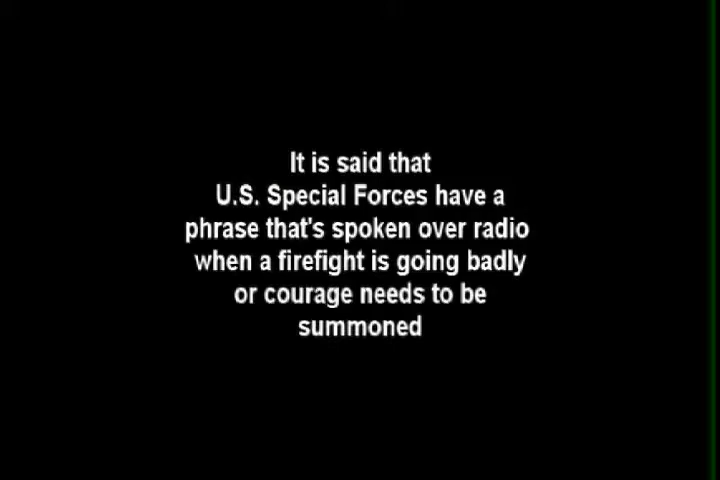 It is said that
U.S. Special Forces have a
phrase that's spoken over radio
when a firefight is going badly
or courage needs to be
summoned